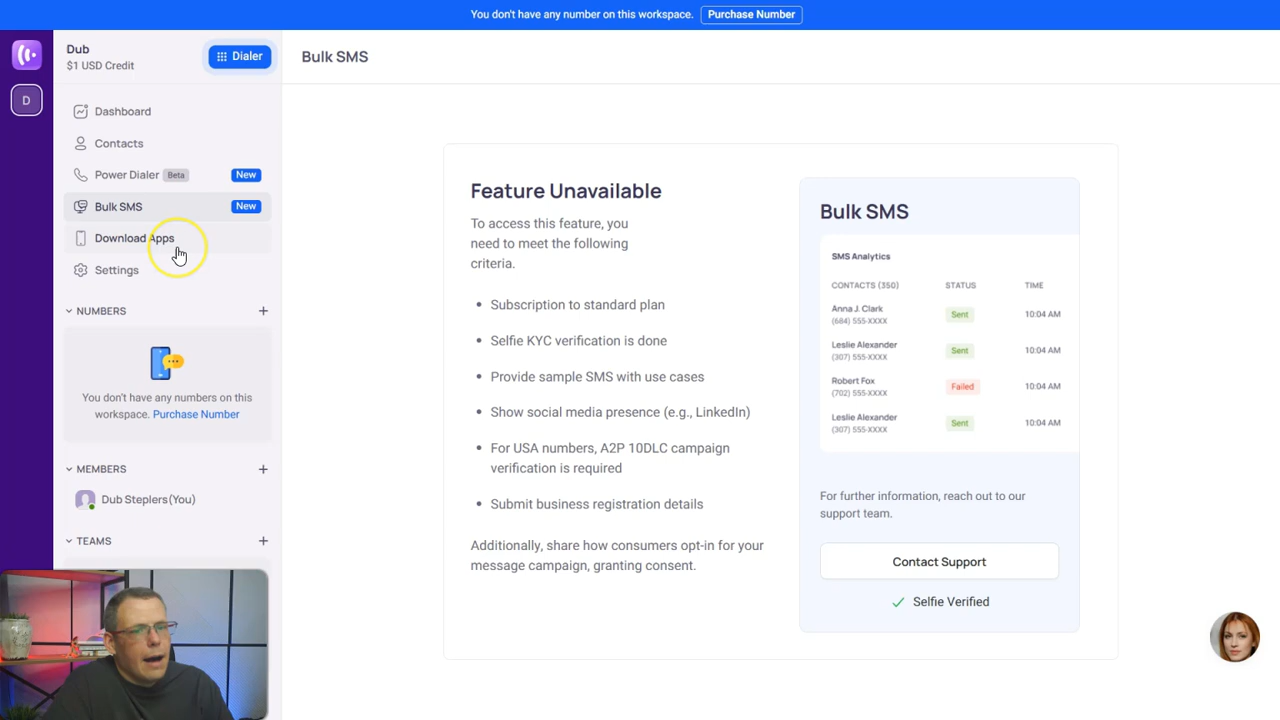 You don't have any number on this workspace. Purchase Number
Dub
$1 USD Credit
Dialer
D
Dashboard
Contacts
Power Dialer Beta New
Bulk SMS New
Download Apps
Settings
NUMBERS
You don't have any numbers on this
workspace. Purchase Number
MEMBERS
Dub Steplers(You)
TEAMS
Bulk SMS
Feature Unavailable
To access this feature, you
need to meet the following
criteria.
Subscription to standard plan
Selfie KYC verification is done
Provide sample SMS with use cases
Show social media presence (e.g., LinkedIn)
For USA numbers, A2P 10DLC campaign
verification is required
Submit business registration details
Additionally, share how consumers opt-in for your
message campaign, granting consent.
Bulk SMS
SMS Analytics
CONTACTS (350) STATUS TIME
Anna J. Clark
(684) 555-XXXX Sent 10:04 AM
Leslie Alexander
(307) 555-XXXX Sent 10:04 AM
Robert Fox
(702) 555-XXXX Failed 10:04 AM
Leslie Alexander
(307) 555-XXXX Sent 10:04 AM
For further information, reach out to our
support team.
Contact Support
Selfie Verified